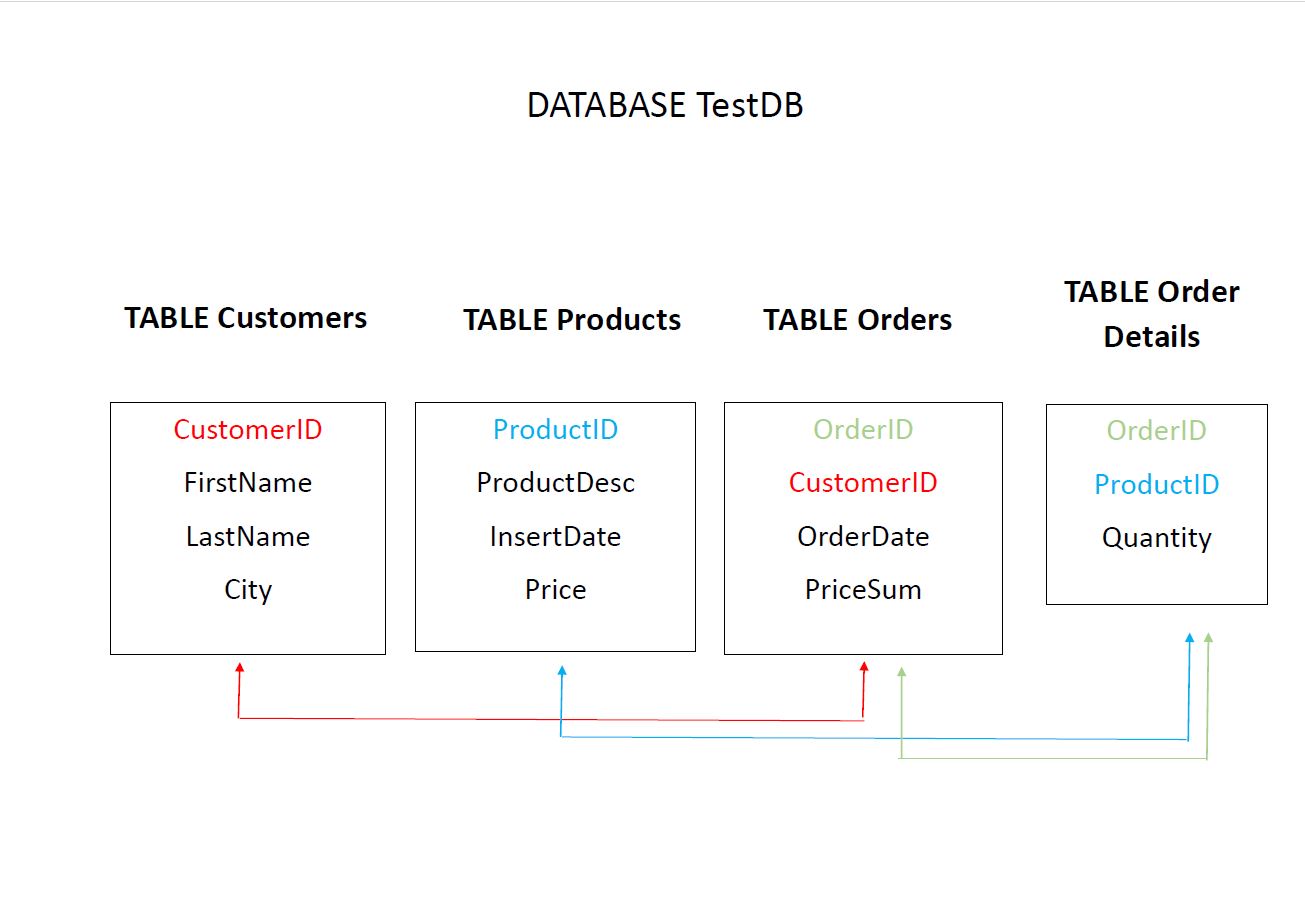 DATABASE TestDB
TABLE Customers
TABLE Products
TABLE Orders
TABLE Order
Details
CustomerID
FirstName
LastName
City
ProductID
ProductDesc
InsertDate
Price
OrderID
CustomerID
OrderDate
PriceSum
OrderID
ProductID
Quantity